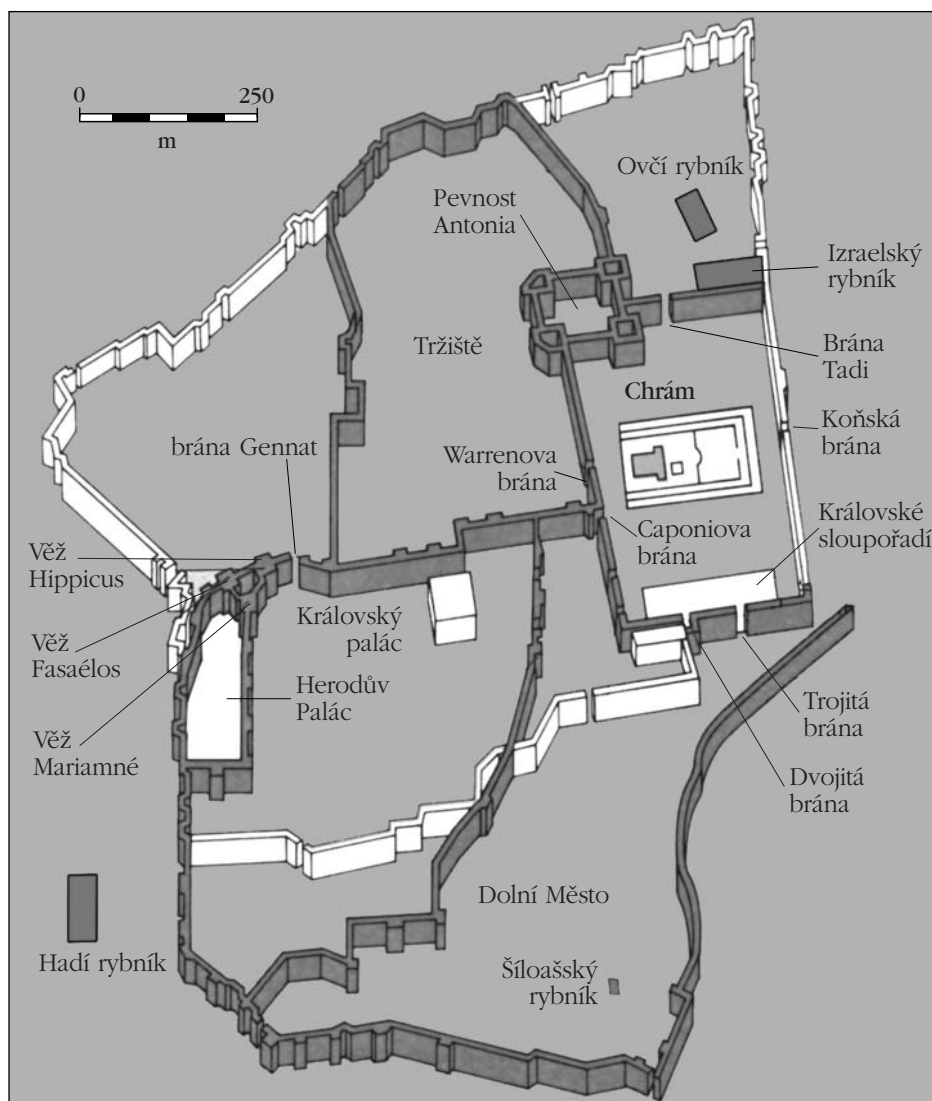 0 250
m
Ovčí rybník
Pevnost
Antonia
Izraelský
rybník
Tržiště
Brána
Tadi
Chrám
Koňská
brána
brána Gennat
Warrenova
brána
Královské
sloupořadí
Caponiova
brána
Věž
Hippicus
Královský
palác
Věž
Fasaélos
Herodův
Palác
Trojitá
brána
Věž
Mariamné
Dvojitá
brána
Dolní Město
Hadí rybník
Šíloašský
rybník